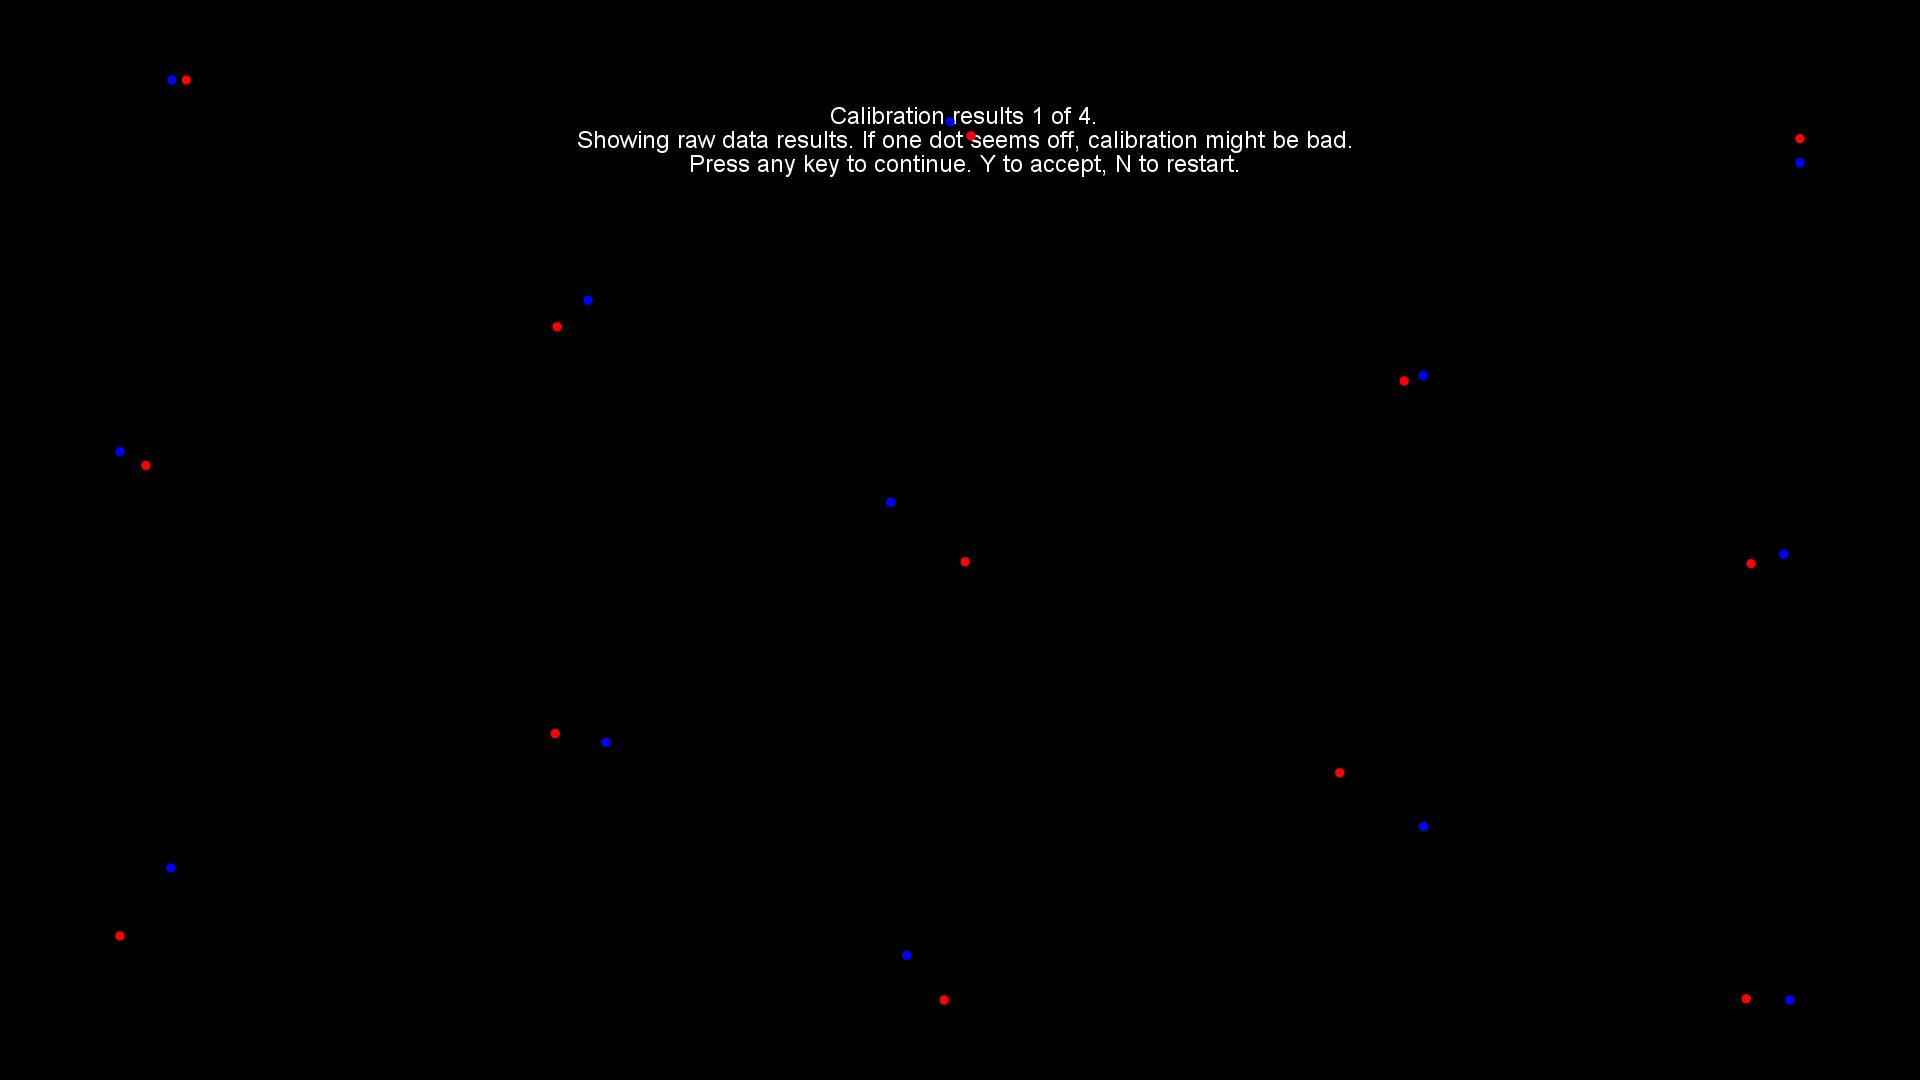 Calibration results 1 of 4.
Showing raw data results. If one dot seems off, calibration might be bad.
Press any key to continue. Y to accept, N to restart.